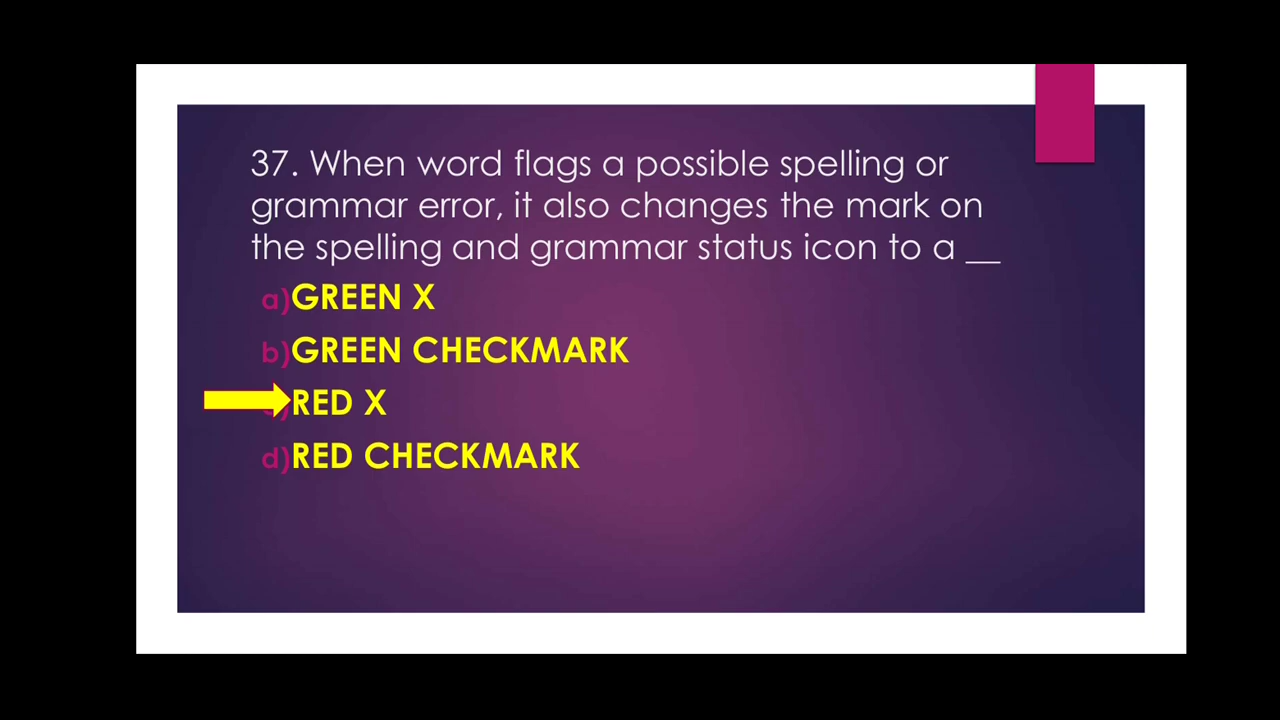 37. When word flags a possible spelling or
grammar error, it also changes the mark on
the spelling and grammar status icon to a __
a)GREEN X
b)GREEN CHECKMARK
)RED X
d)RED CHECKMARK